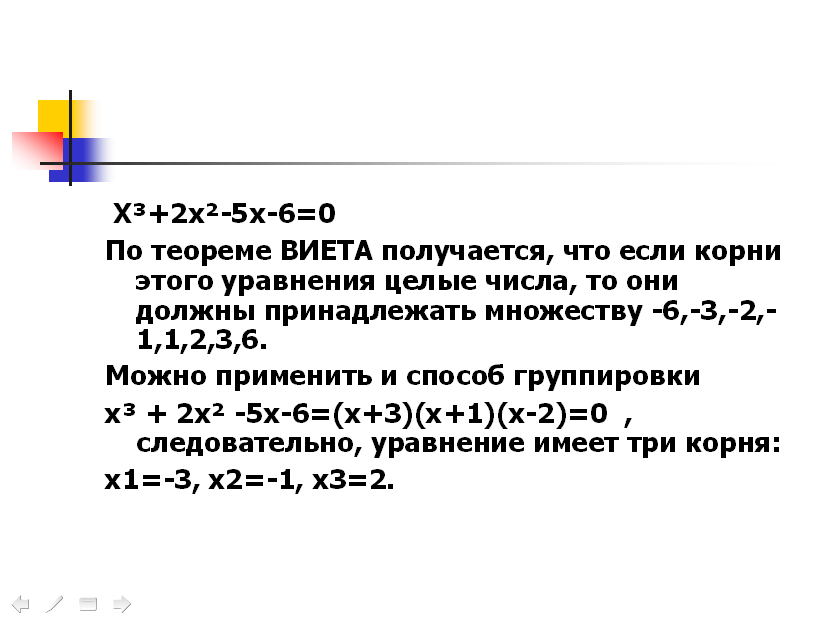 X³+2x²-5x-6=0
По теореме ВИЕТА получается, что если корни
этого уравнения целые числа, то они
должны принадлежать множеству -6,-3,-2,-
1,1,2,3,6.
Можно применить и способ группировки
x³ + 2x² -5x-6=(x+3)(x+1)(x-2)=0 ,
следовательно, уравнение имеет три корня:
x1=-3, x2=-1, x3=2.